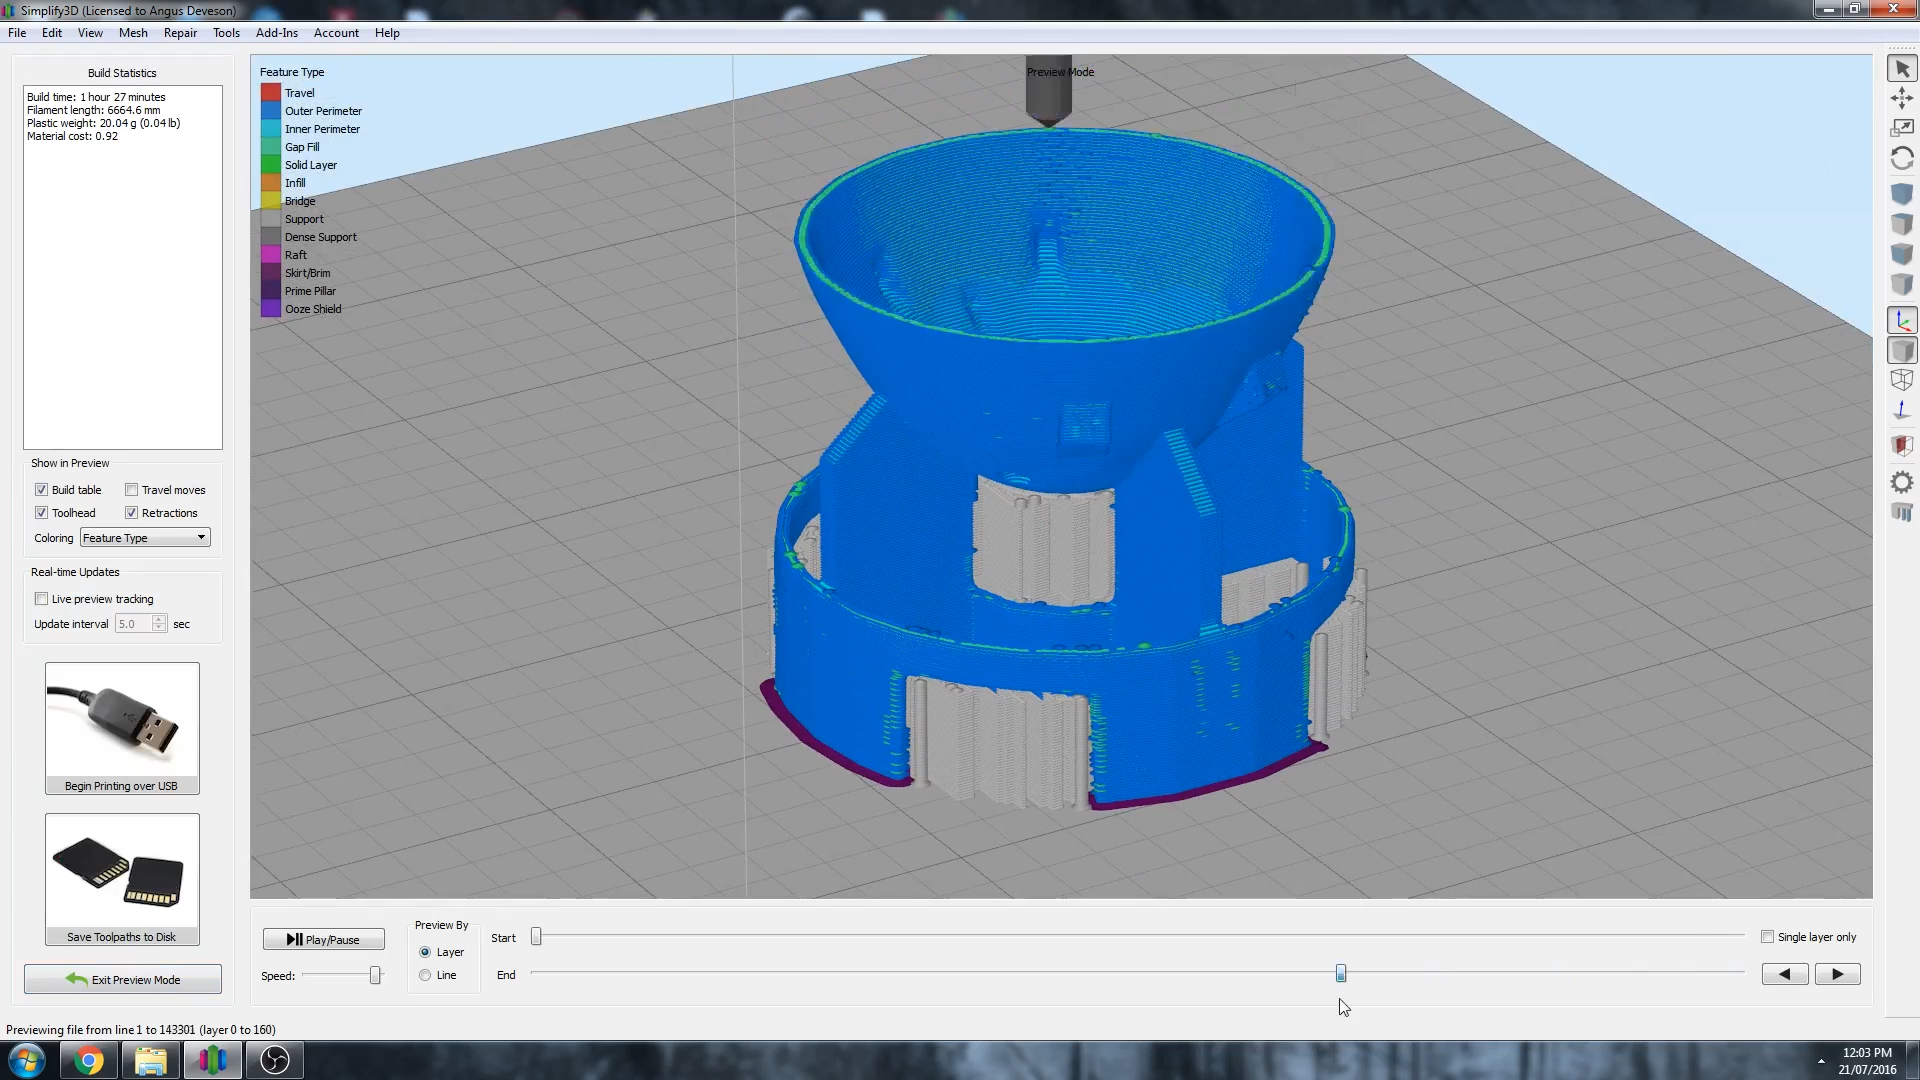 Simplify3D (Licensed to Angus Deveson)
File Edit View Mesh Repair Tools Add-Ins Account Help
Build Statistics
Build time: 1 hour 27 minutes
Filament length: 6664.6 mm
Plastic weight: 20.04 g (0.04 lb)
Material cost: 0.92
Show in Preview
Build table Travel moves
Toolhead Retractions
Coloring Feature Type
Real-time Updates
Live preview tracking
Update interval 5.0 sec
Begin Printing over USB
Save Toolpaths to Disk
Exit Preview Mode
Feature Type
Travel
Outer Perimeter
Inner Perimeter
Gap Fill
Solid Layer
Infill
Bridge
Support
Dense Support
Raft
Skirt/Brim
Prime Pillar
Ooze Shield
Preview Mode
Play/Pause
Speed:
Preview By
Layer
Line
Start
End
Single layer only
Previewing file from line 1 to 143301 (layer 0 to 160)
12:03 PM
21/07/2016